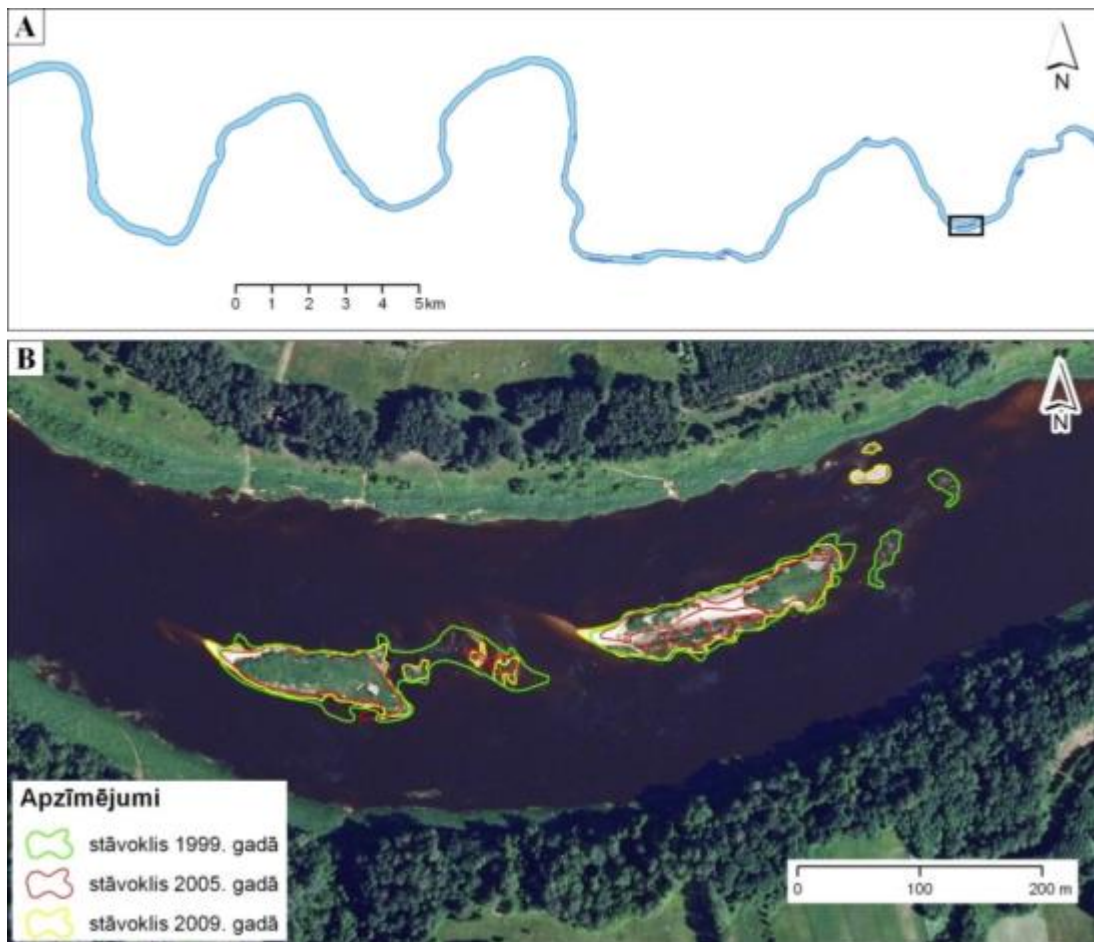 A
N
0 1 2 3 4 5km
B
N
Apzīmējumi
stāvoklis 1999. gadā
stāvoklis 2005. gadā
stāvoklis 2009. gadā
0 100 200 m